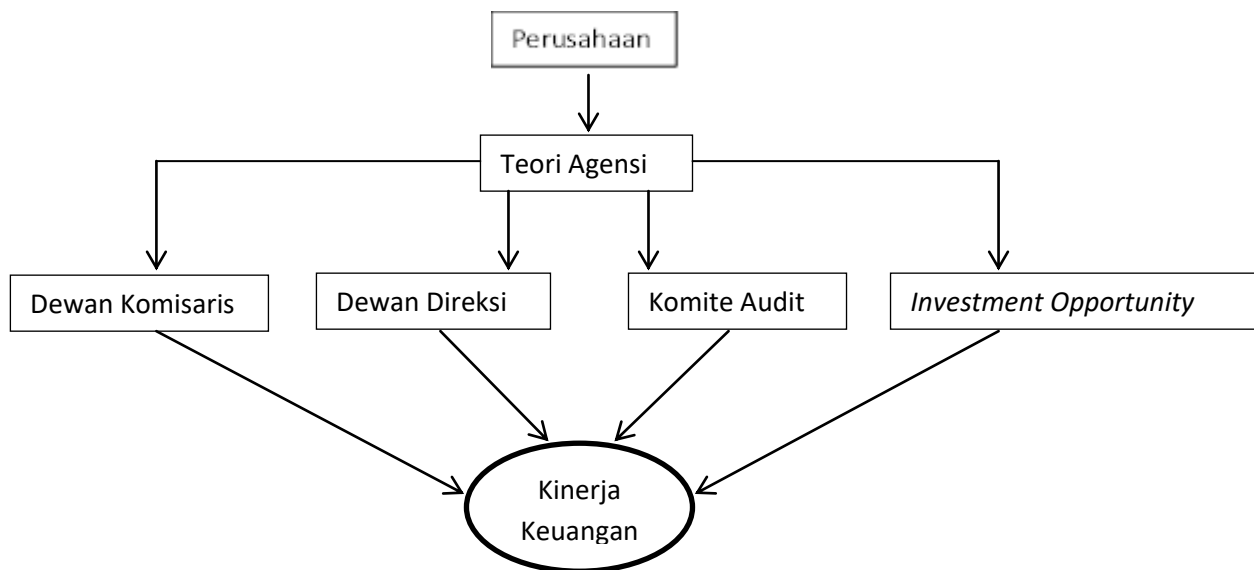 Perusahaan
Teori Agensi
Dewan Komisaris
Dewan Direksi
Komite Audit
Investment Opportunity
Kinerja
Keuangan